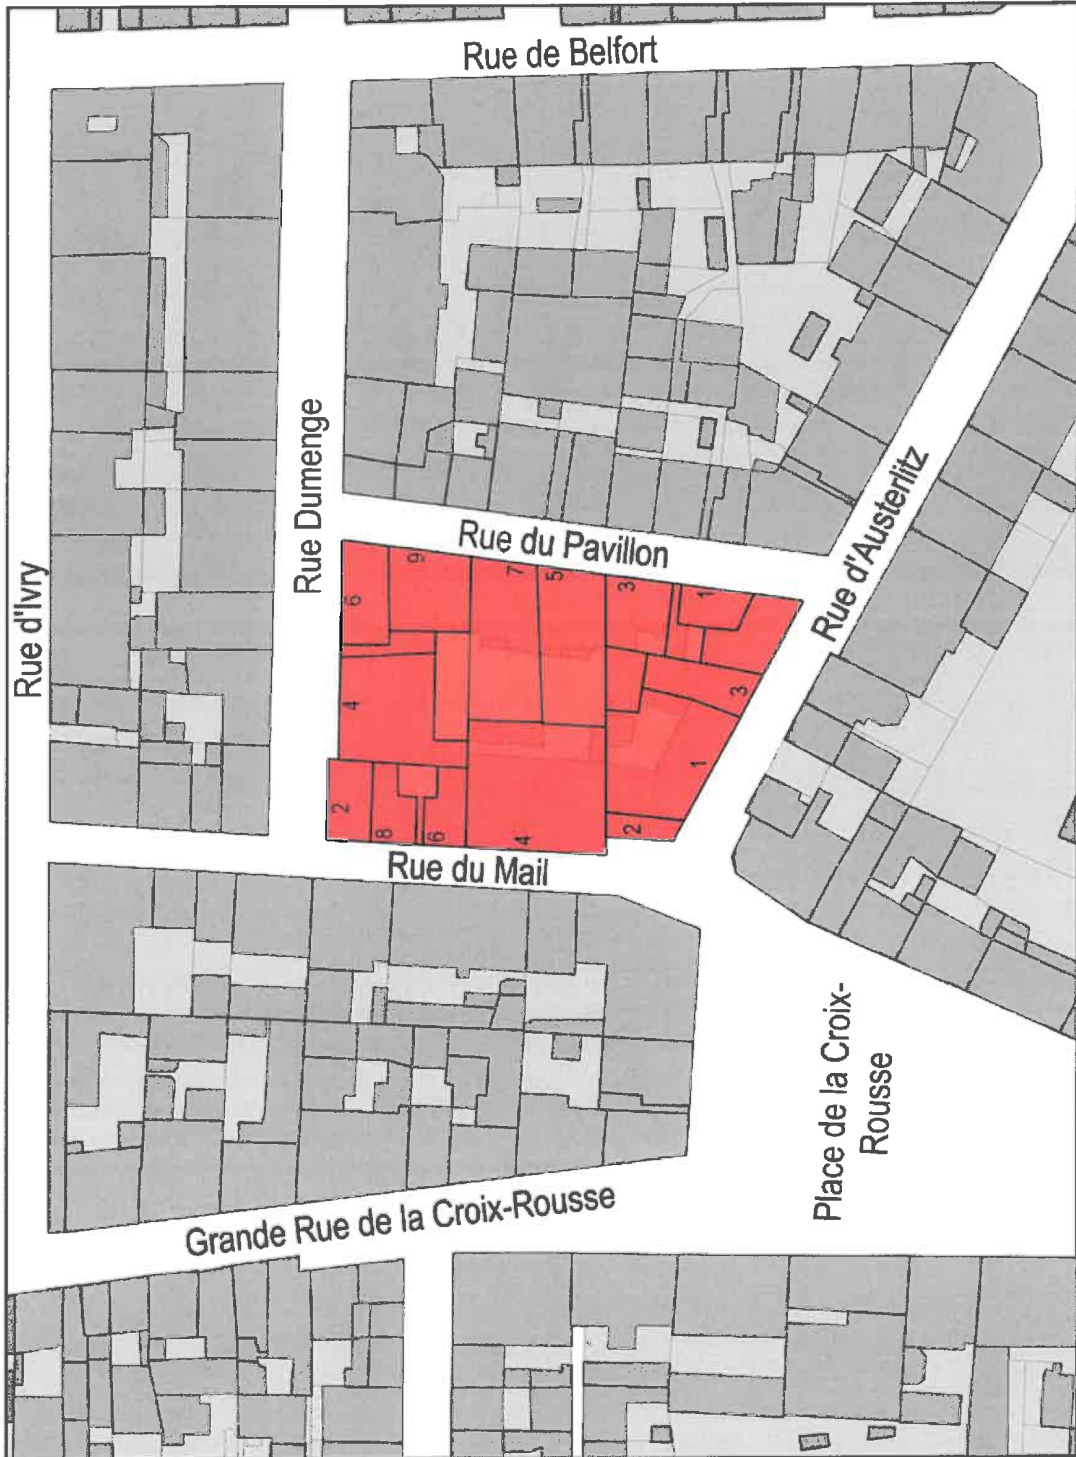 Rue de Belfort
Rue d'Ivry
Rue Dumenge
Rue du Pavillon
Rue d'Austerlitz
6
9
7
5
3
1
4
3
2
8
6
4
1
2
Rue du Mail
Place de la Croix-
Rousse
Grande Rue de la Croix-Rousse